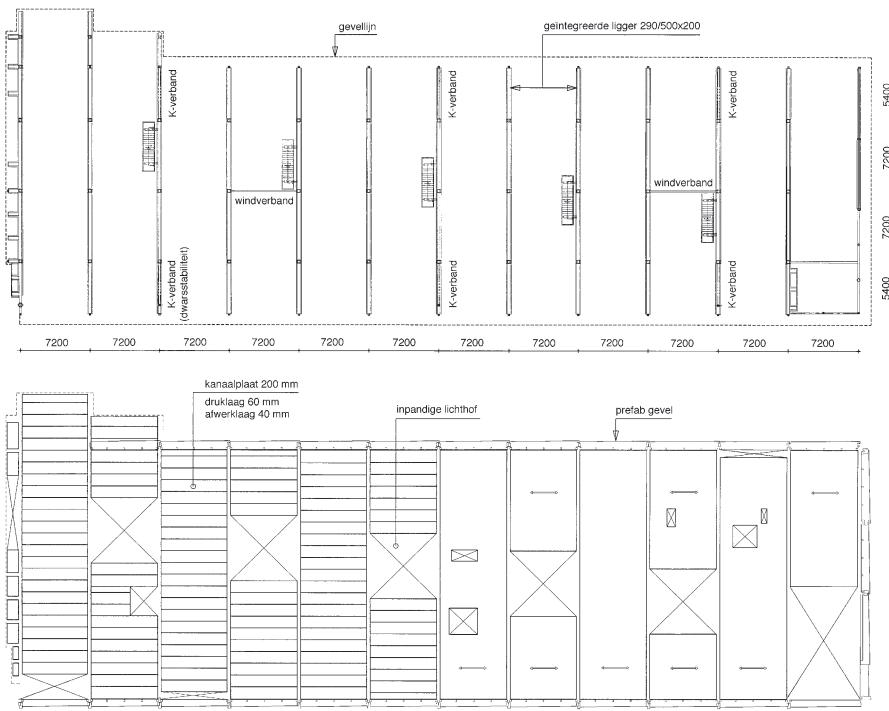 gevellijn
geïntegreerde ligger 290/500x200
K-verband
K-verband
K-verband
5400
7200
windverband
windverband
7200
K-verband
(dwarsstabiliteit)
K-verband
K-verband
5400
7200 7200 7200 7200 7200 7200 7200 7200 7200 7200 7200 7200
kanaalplaat 200 mm
druklaag 60 mm
afwerklaag 40 mm
inpandige lichthof
prefab gevel